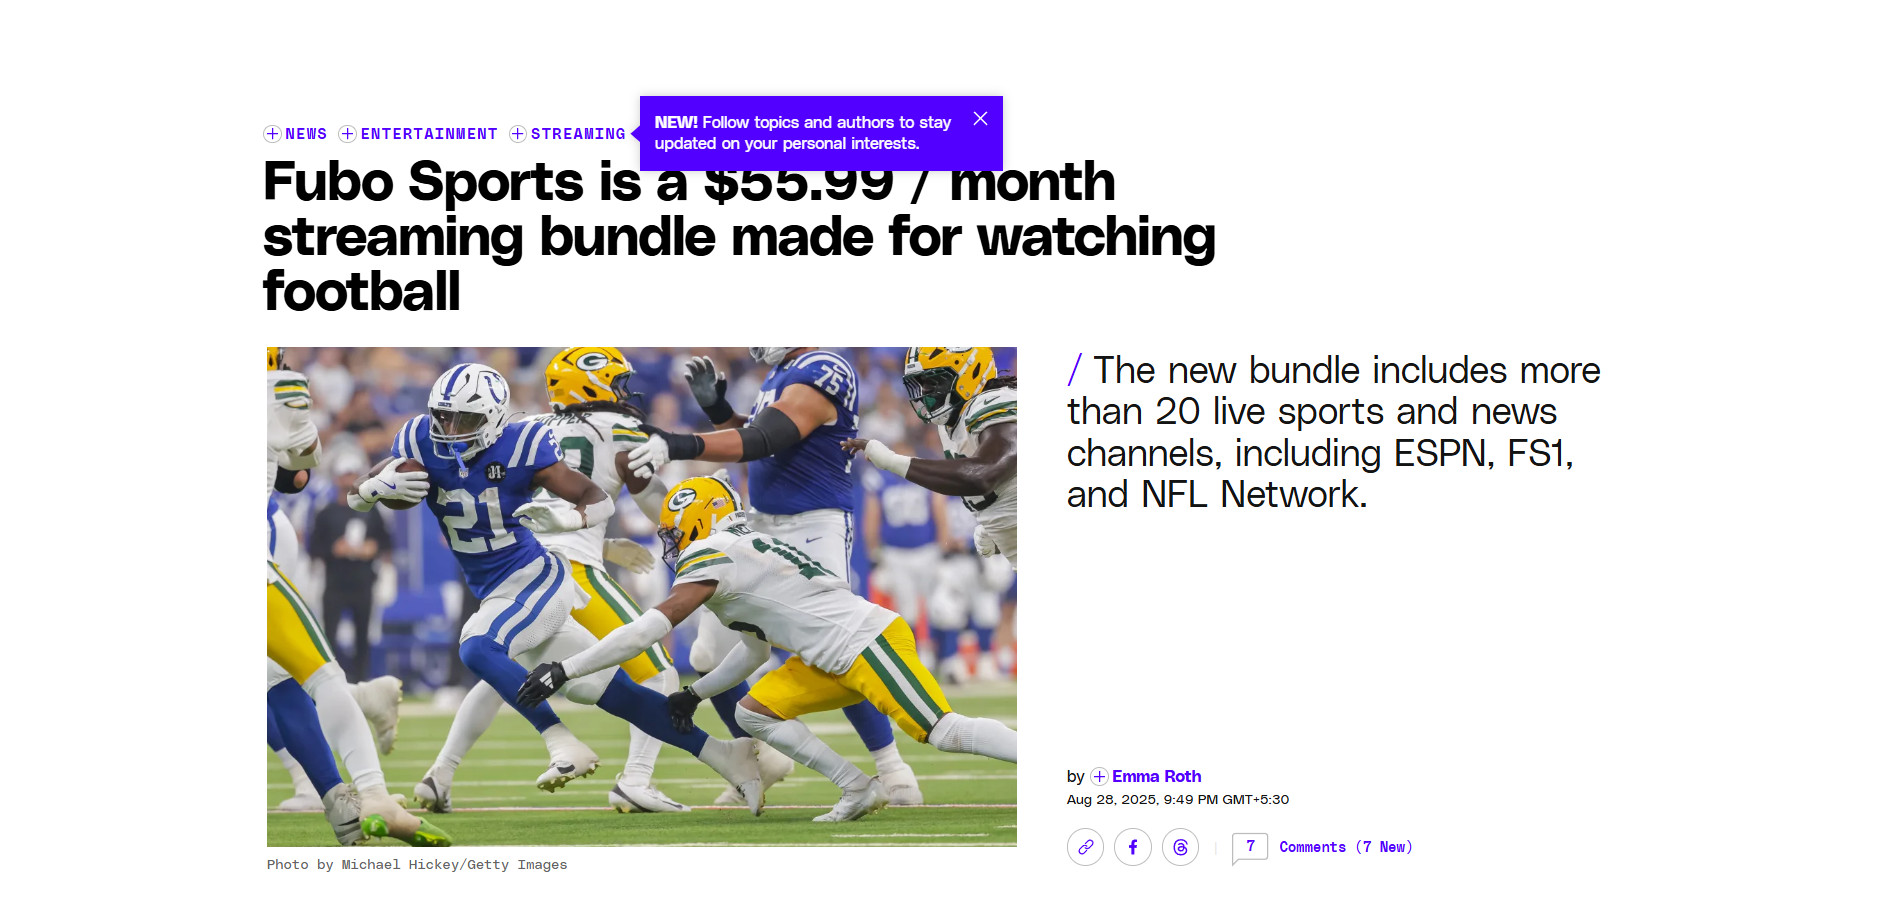 NEWS ENTERTAINMENT STREAMING
NEW! Follow topics and authors to stay
updated on your personal interests.
Fubo Sports is a $55.99 / month
streaming bundle made for watching
football
/ The new bundle includes more
than 20 live sports and news
channels, including ESPN, FS1,
and NFL Network.
75
COLTS
21
by Emma Roth
Aug 28, 2025, 9:49 PM GMT+5:30
7 Comments (7 New)
Photo by Michael Hickey/Getty Images